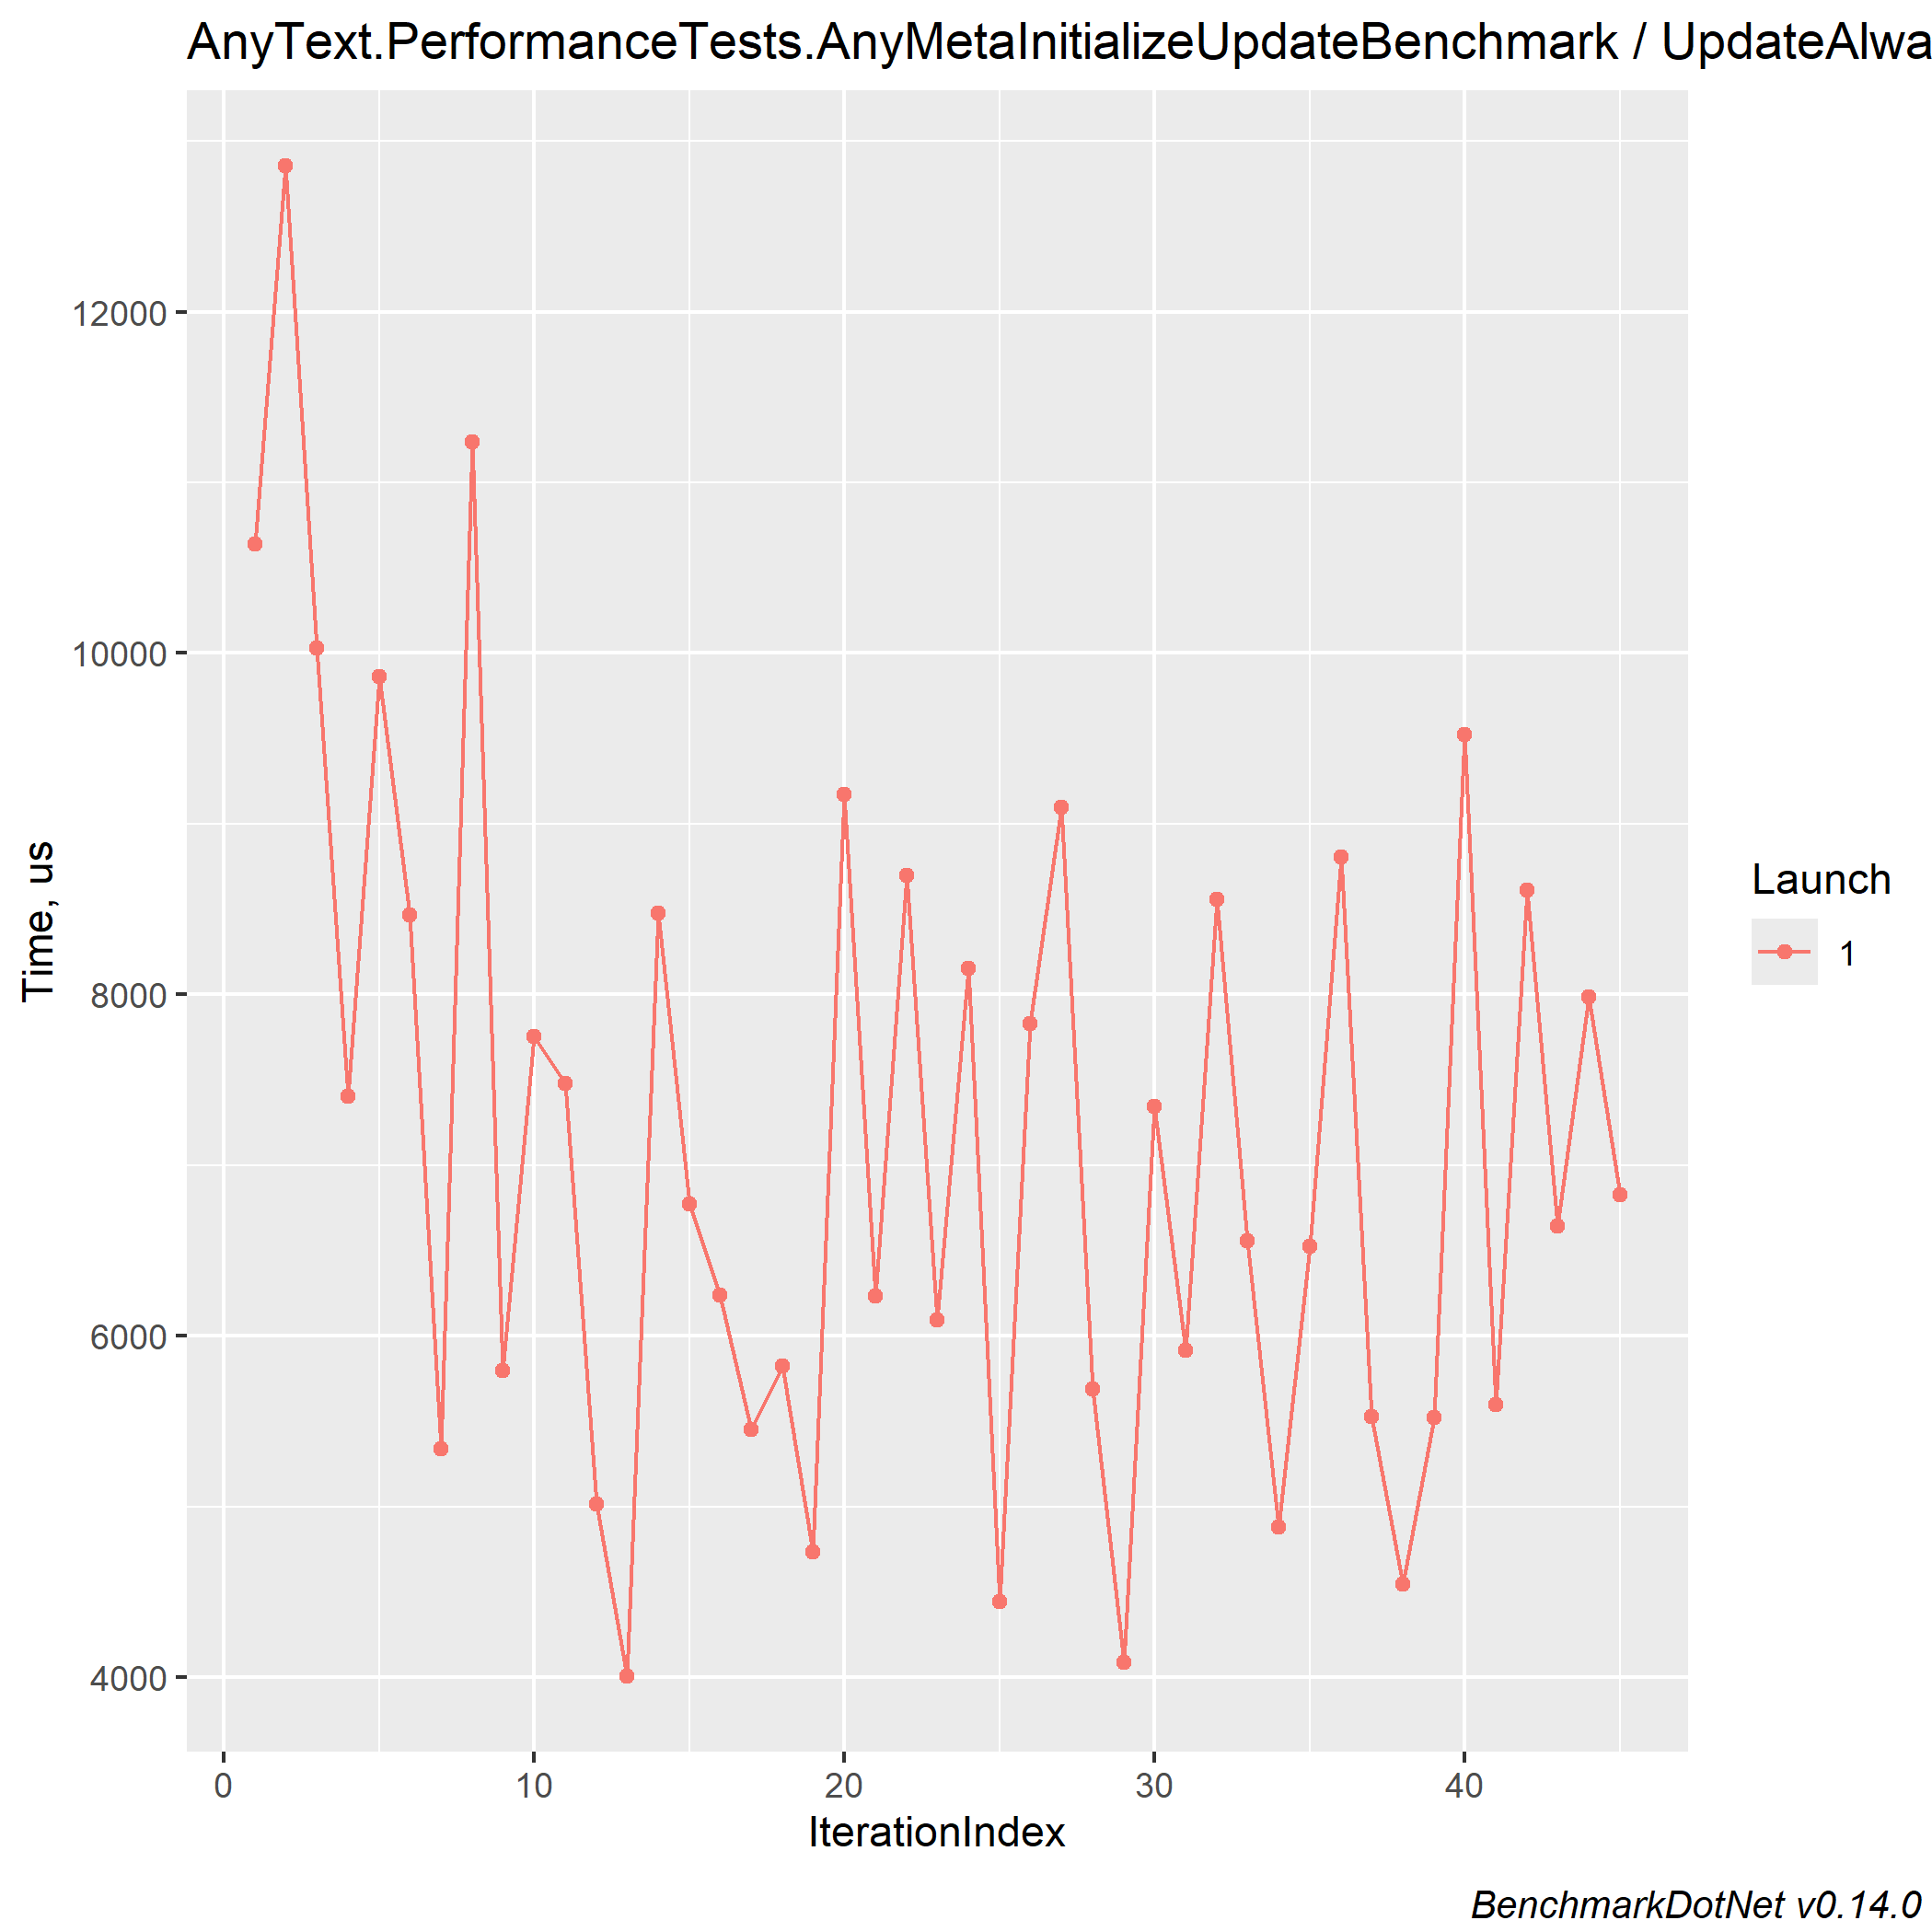 AnyText.PerformanceTests.AnyMetaInitializeUpdateBenchmark / UpdateAlwa
12000
10000
8000
6000
4000
Time, us
0 10 20 30 40
IterationIndex
Launch
1
BenchmarkDotNet v0.14.0